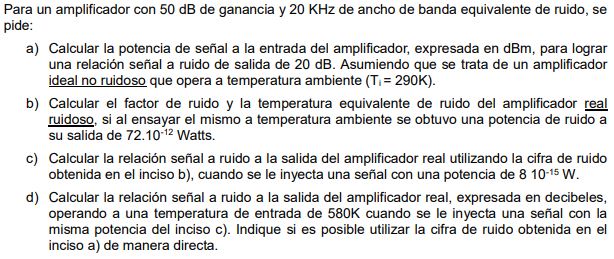 Para un amplificador con 50 dB de ganancia y 20 KHz de ancho de banda equivalente de ruido, se
pide:
a) Calcular la potencia de señal a la entrada del amplificador, expresada en dBm, para lograr
una relación señal a ruido de salida de 20 dB. Asumiendo que se trata de un amplificador
ideal no ruidoso que opera a temperatura ambiente (Tᵢ = 290K).
b) Calcular el factor de ruido y la temperatura equivalente de ruido del amplificador real
ruidoso, si al ensayar el mismo a temperatura ambiente se obtuvo una potencia de ruido a
su salida de 72.10⁻¹² Watts.
c) Calcular la relación señal a ruido a la salida del amplificador real utilizando la cifra de ruido
obtenida en el inciso b), cuando se le inyecta una señal con una potencia de 8 10⁻¹⁵ W.
d) Calcular la relación señal a ruido a la salida del amplificador real, expresada en decibeles,
operando a una temperatura de entrada de 580K cuando se le inyecta una señal con la
misma potencia del inciso c). Indique si es posible utilizar la cifra de ruido obtenida en el
inciso a) de manera directa.